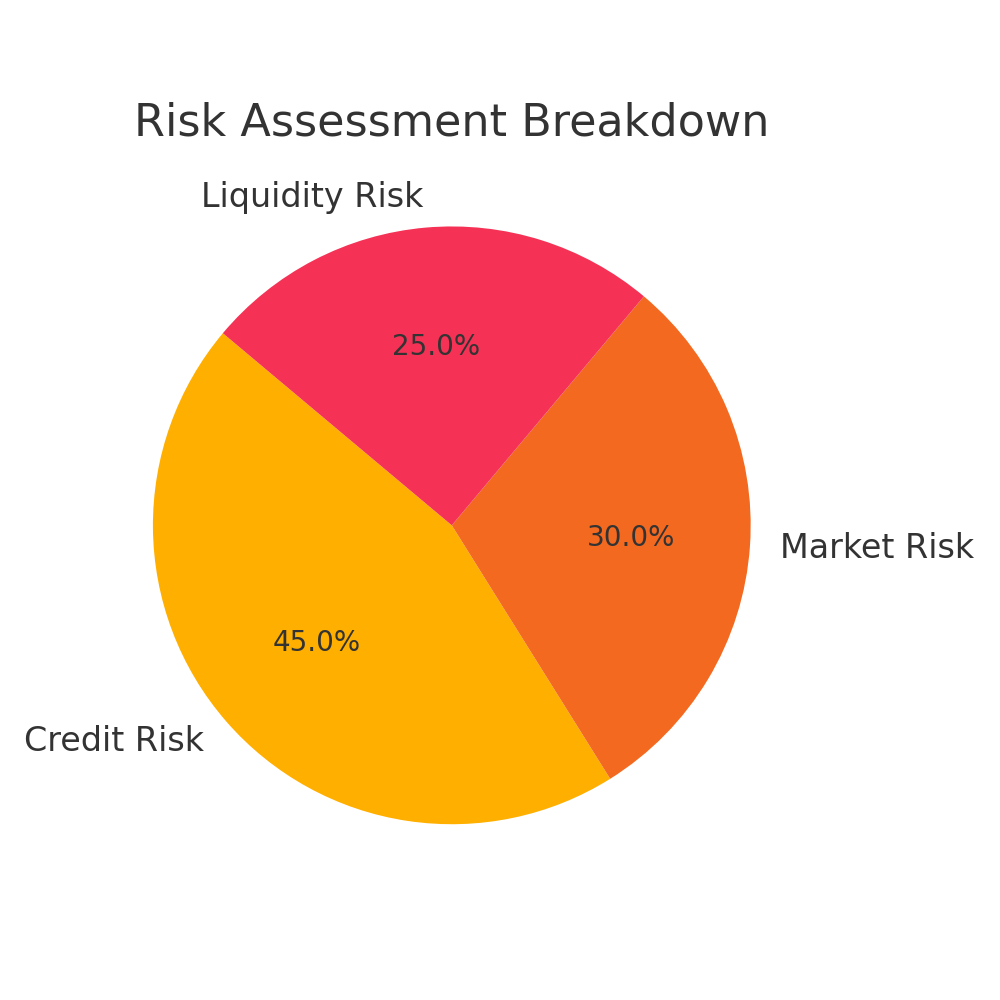 Risk Assessment Breakdown
Liquidity Risk
25.0%
30.0%
Market Risk
45.0%
Credit Risk